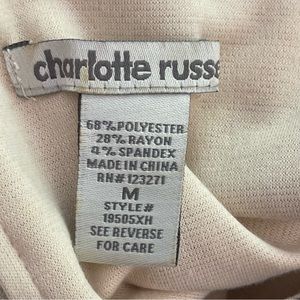 charlotte russe
68%POLYESTER
28%RAYON
4%SPANDEX
MADE IN CHINA
RN#123271
M
STYLE#
19505XH
SEE REVERSE
FOR CARE